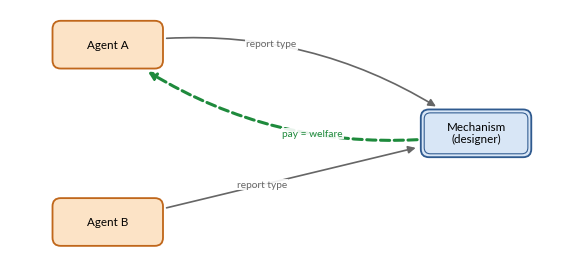 Agent A
report type
Mechanism
(designer)
pay = welfare
report type
Agent B